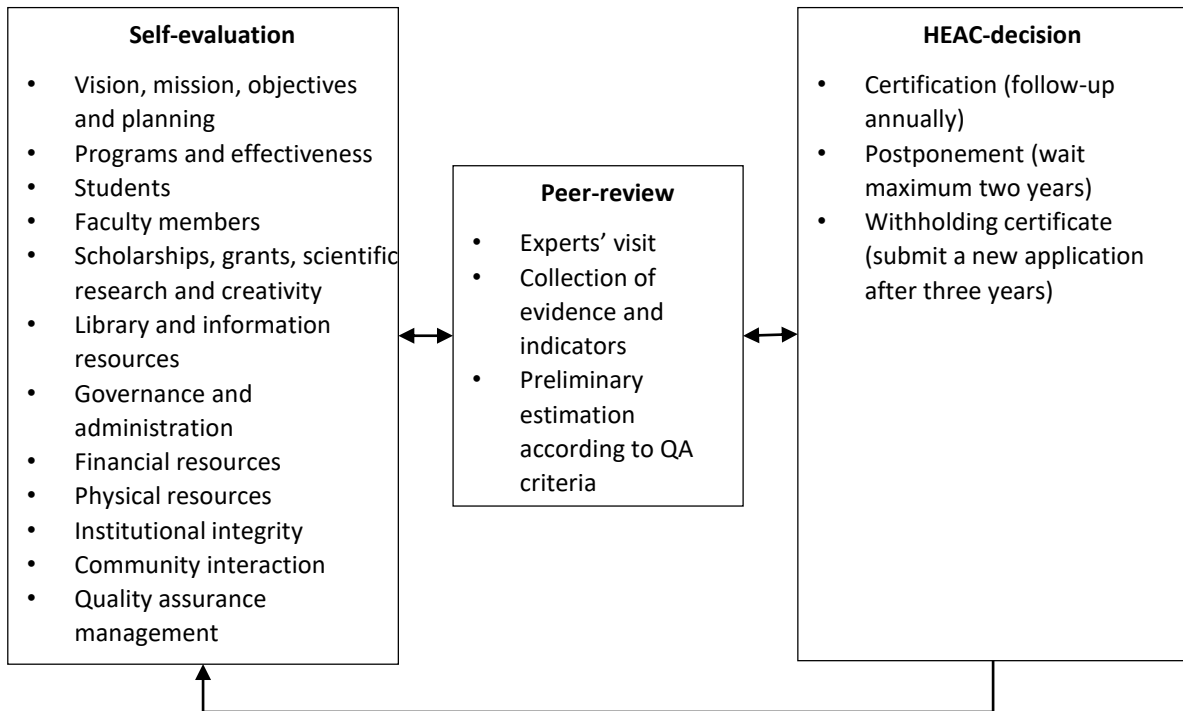 Self-evaluation
• Vision, mission, objectives
and planning
• Programs and effectiveness
• Students
• Faculty members
• Scholarships, grants, scientific
research and creativity
• Library and information
resources
• Governance and
administration
• Financial resources
• Physical resources
• Institutional integrity
• Community interaction
• Quality assurance
management
Peer-review
• Experts’ visit
• Collection of
evidence and
indicators
• Preliminary
estimation
according to QA
criteria
HEAC-decision
• Certification (follow-up
annually)
• Postponement (wait
maximum two years)
• Withholding certificate
(submit a new application
after three years)